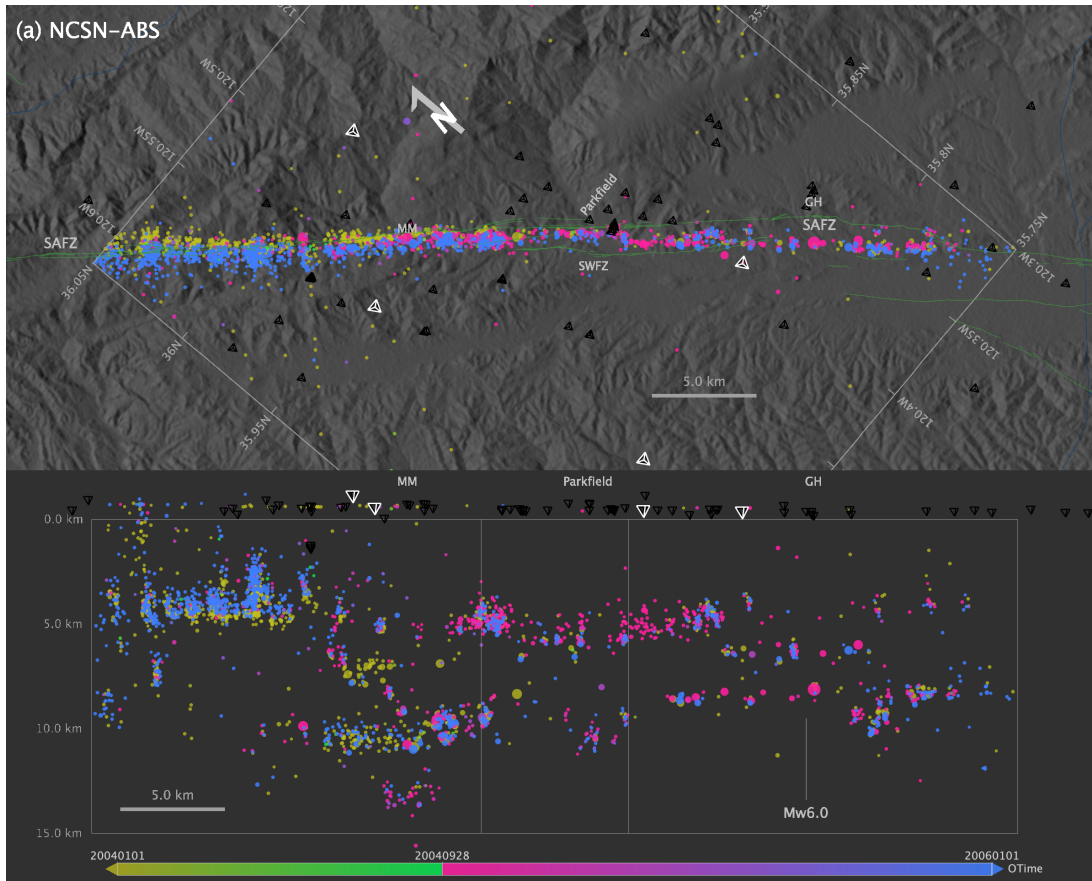 (a) NCSN-ABS
120.5W
35.5
35.85N
N
120.55W
35.8N
120.6W
Parkfield
GH
MM
SAFZ
SAFZ
35.75N
SWFZ
120.3W
36.05N
36N
120.35W
5.0 km
120.4W
35.95N
MM
Parkfield
GH
0.0 km
5.0 km
10.0 km
5.0 km
Mw6.0
15.0 km
20040101
20040928
20060101
OTime